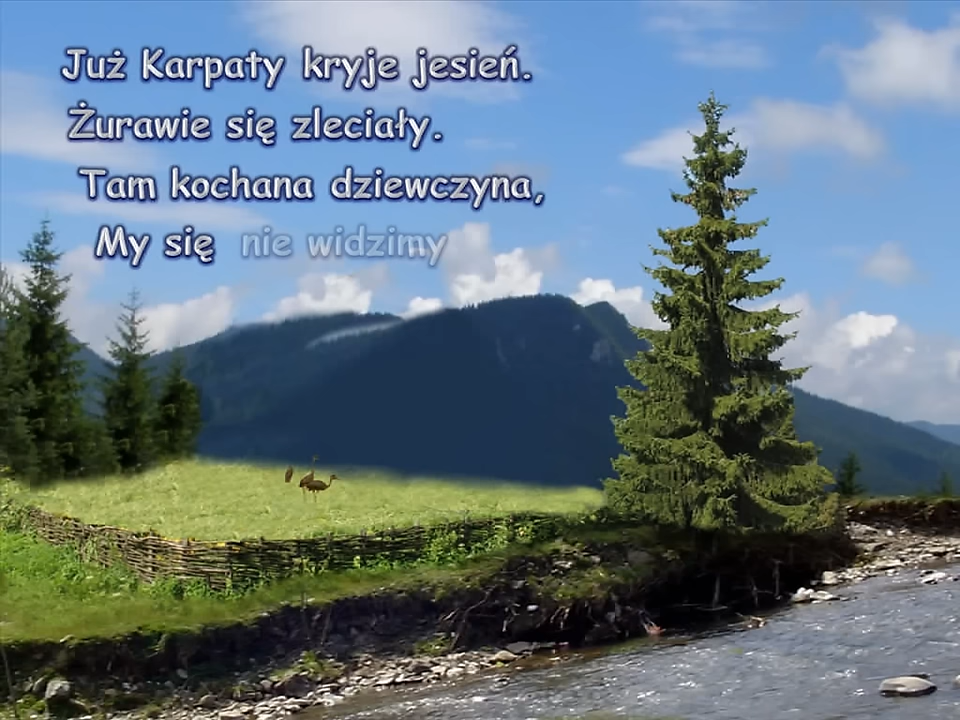 Już Karpaty kryje jesień.
Żurawie się zleciały.
Tam kochana dziewczyna,
My się nie widzimy